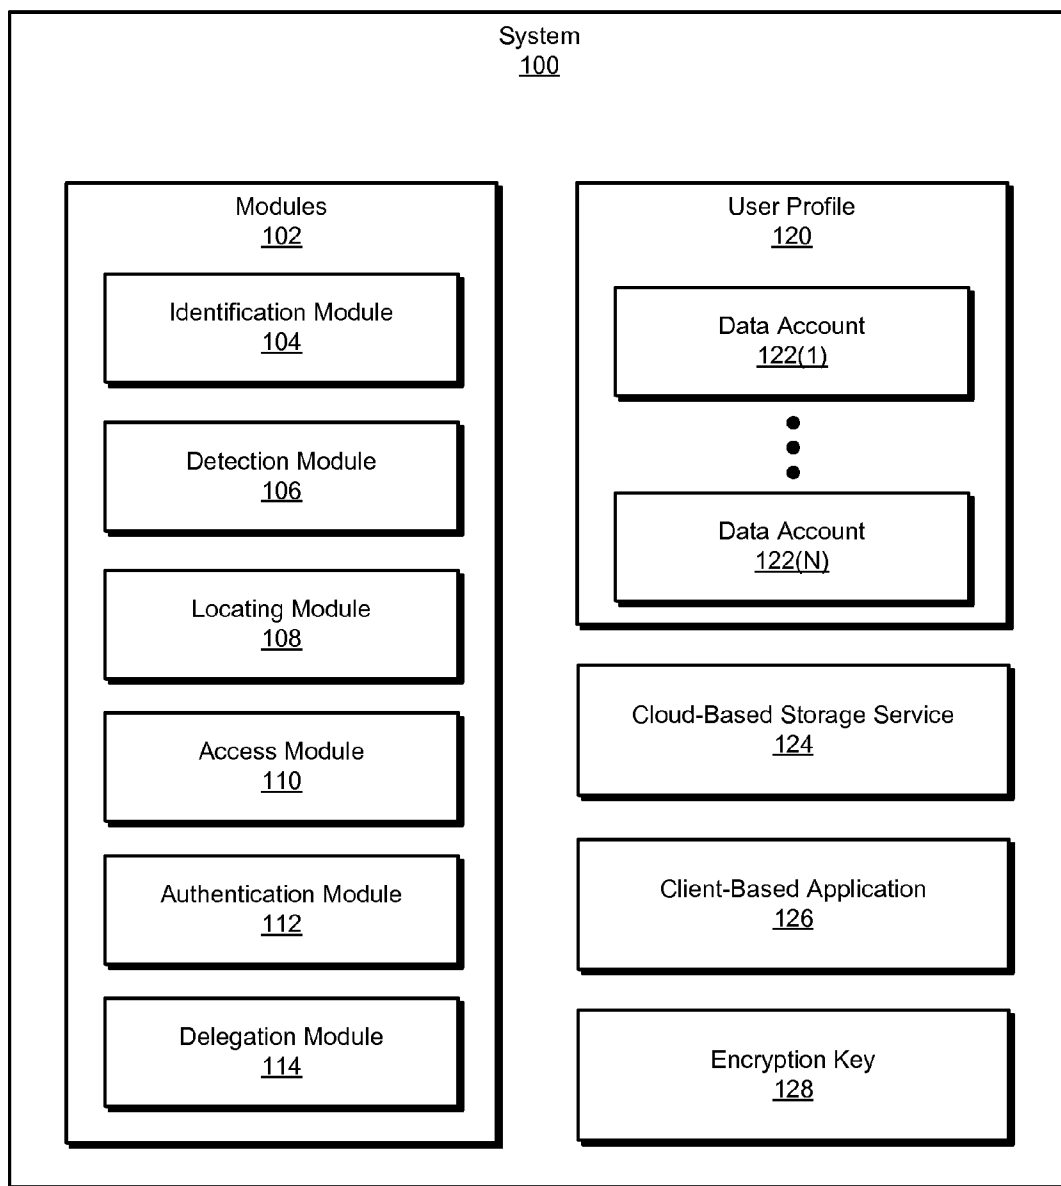 System
100
Modules
102
Identification Module
104
Detection Module
106
Locating Module
108
Access Module
110
Authentication Module
112
Delegation Module
114
User Profile
120
Data Account
122(1)
Data Account
122(N)
Cloud-Based Storage Service
124
Client-Based Application
126
Encryption Key
128